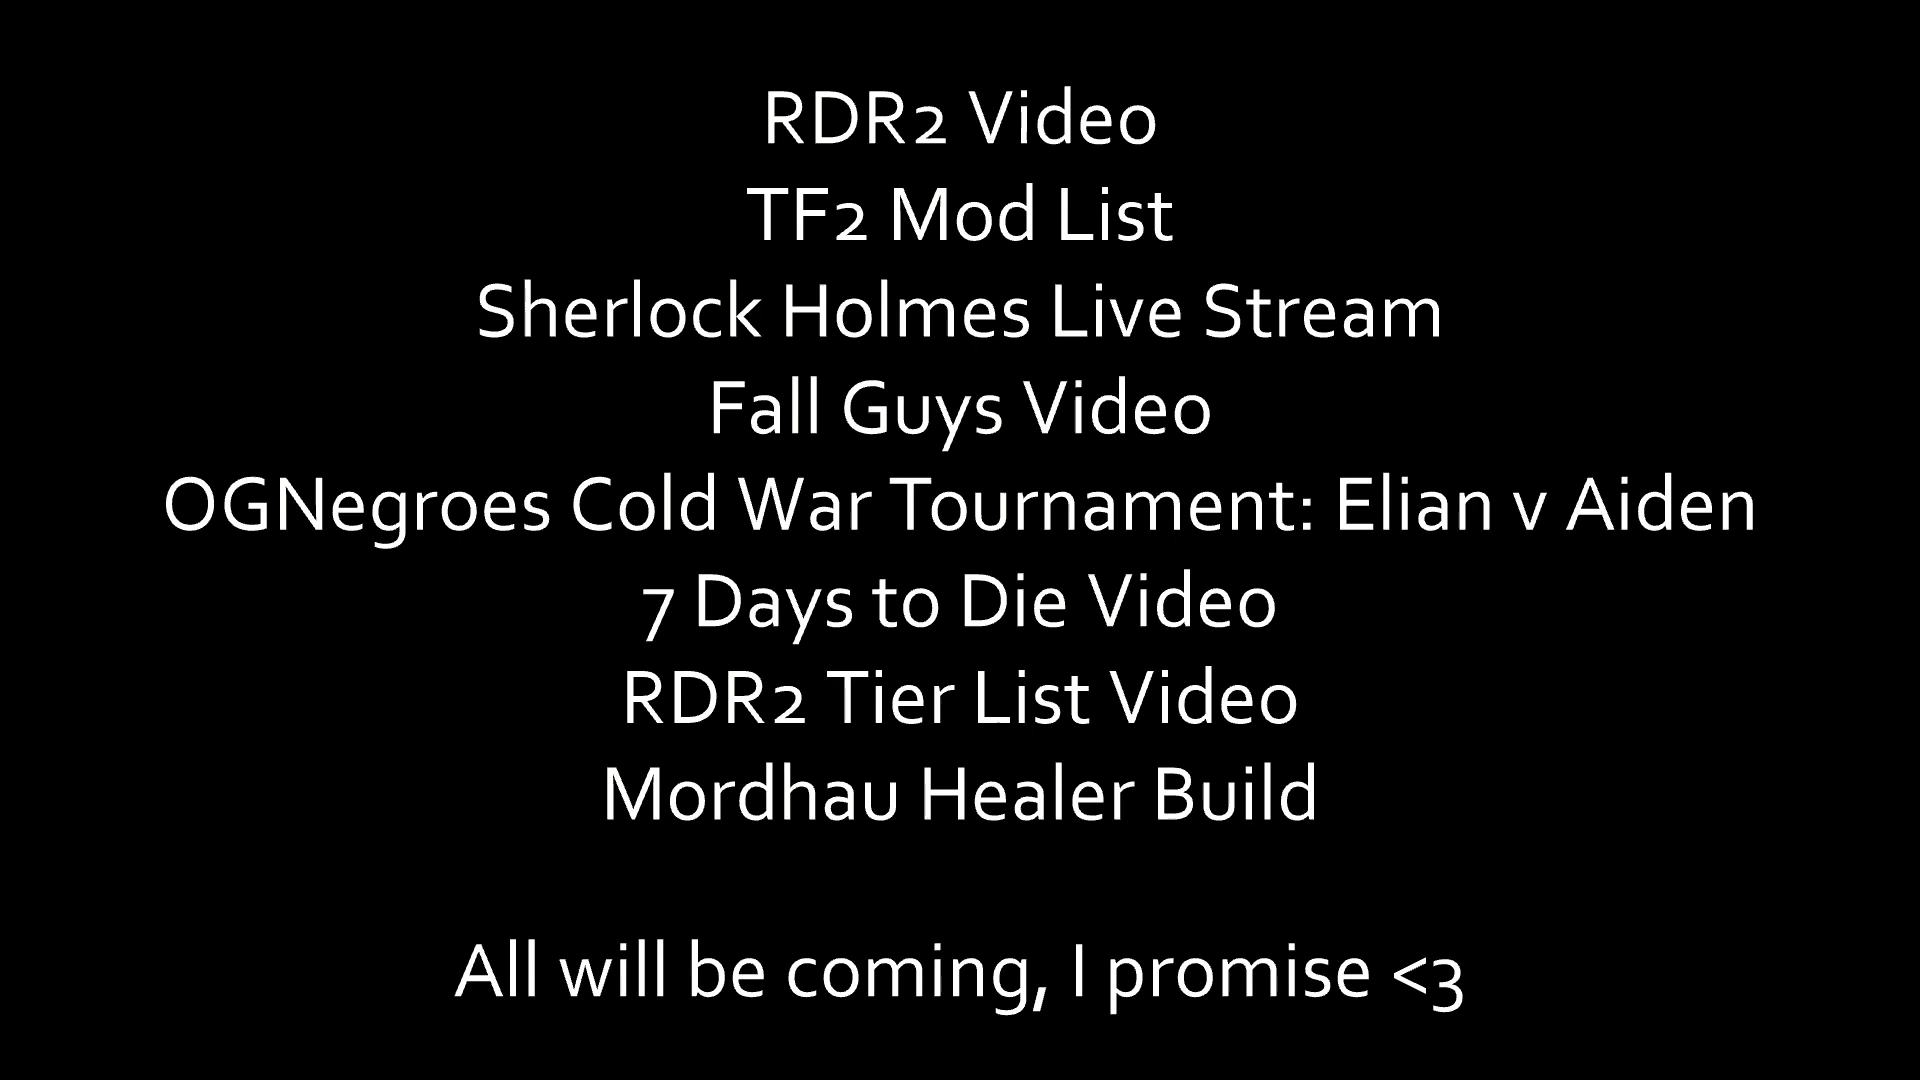 RDR2 Video
TF2 Mod List
Sherlock Holmes Live Stream
Fall Guys Video
OGNegroes Cold War Tournament: Elian v Aiden
7 Days to Die Video
RDR2 Tier List Video
Mordhau Healer Build
All will be coming, I promise <3